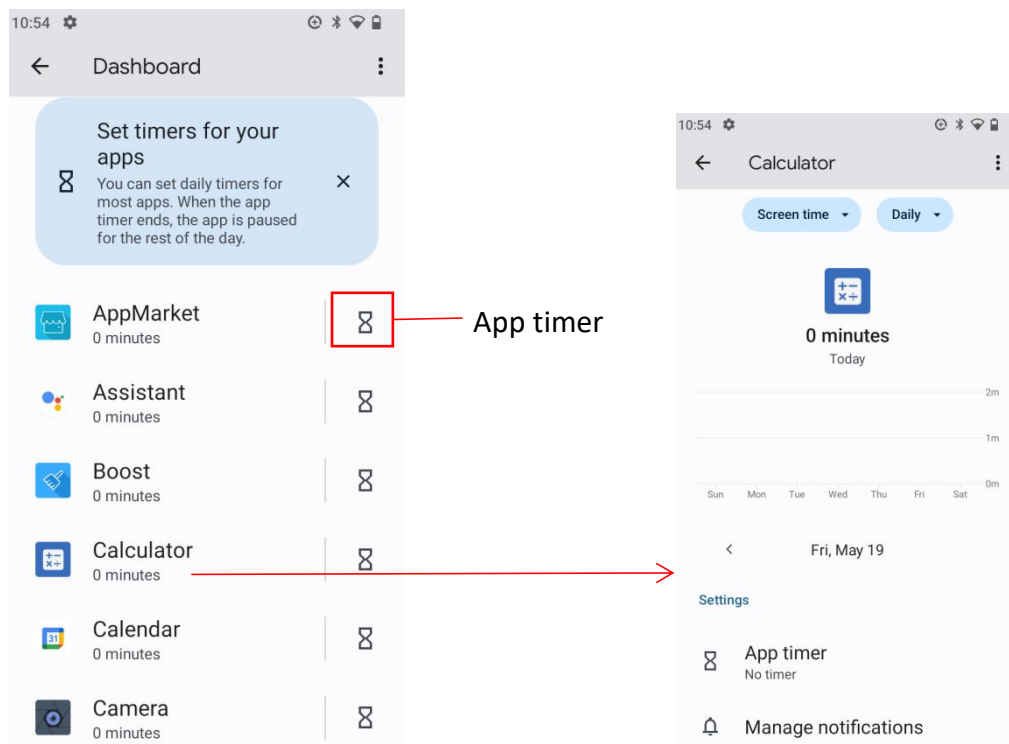 10:54
Dashboard
Set timers for your
apps
You can set daily timers for
most apps. When the app
timer ends, the app is paused
for the rest of the day.
AppMarket
0 minutes
Assistant
0 minutes
Boost
0 minutes
Calculator
0 minutes
Calendar
0 minutes
31
Camera
0 minutes
App timer
10:54
Calculator
Screen time
Daily
0 minutes
Today
2m
1m
0m
Sun Mon Tue Wed Thu Fri Sat
Fri, May 19
Settings
App timer
No timer
Manage notifications